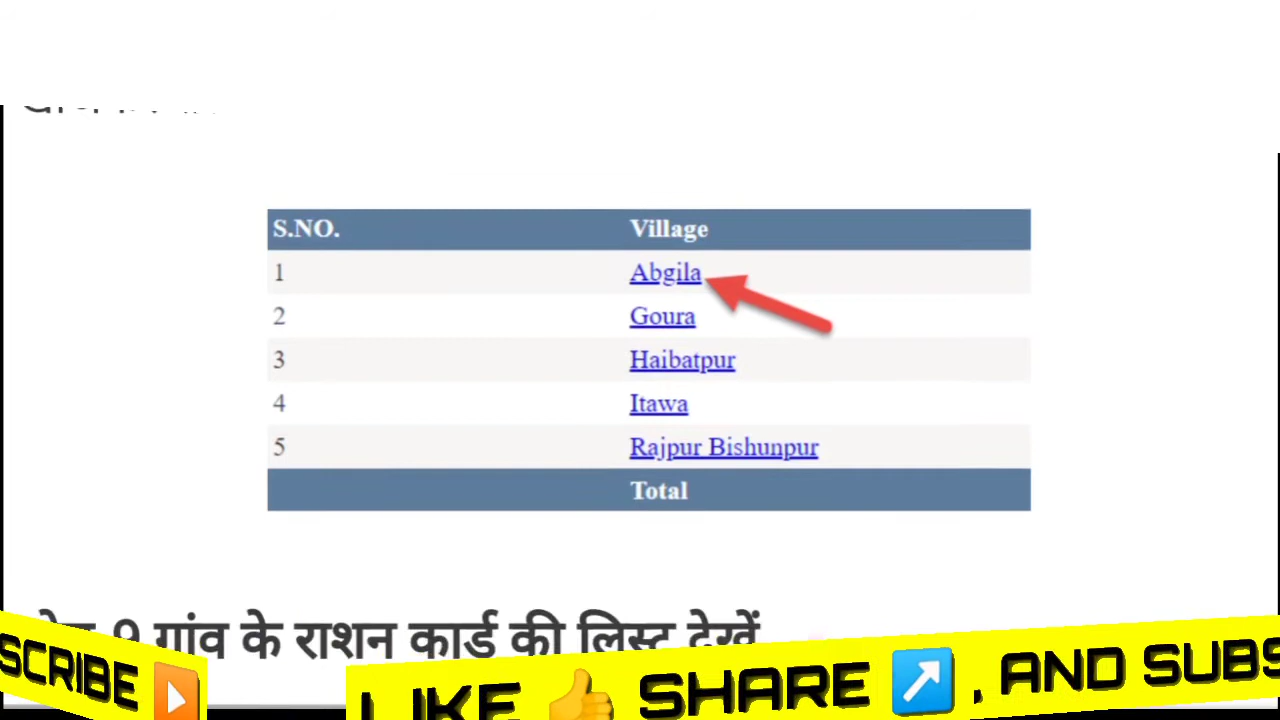 S.NO. Village
1 Abgila
2 Goura
3 Haibatpur
4 Itawa
5 Rajpur Bishunpur
Total
9 गांव के राशन कार्ड की लिस्ट देखें
SCRIBE ▶️ LIKE 👍 SHARE ↗️ , AND SUBS